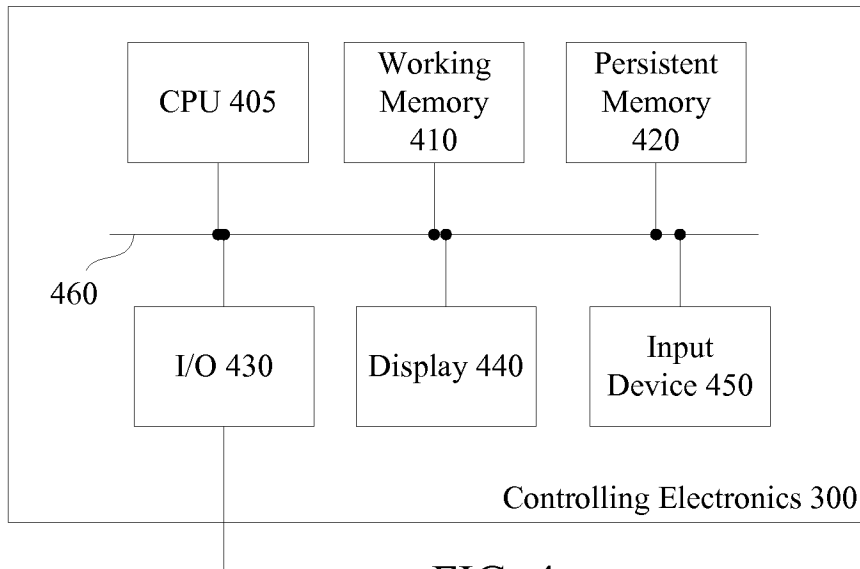 CPU 405
Working
Memory
410
Persistent
Memory
420
460
I/O 430
Display 440
Input
Device 450
Controlling Electronics 300